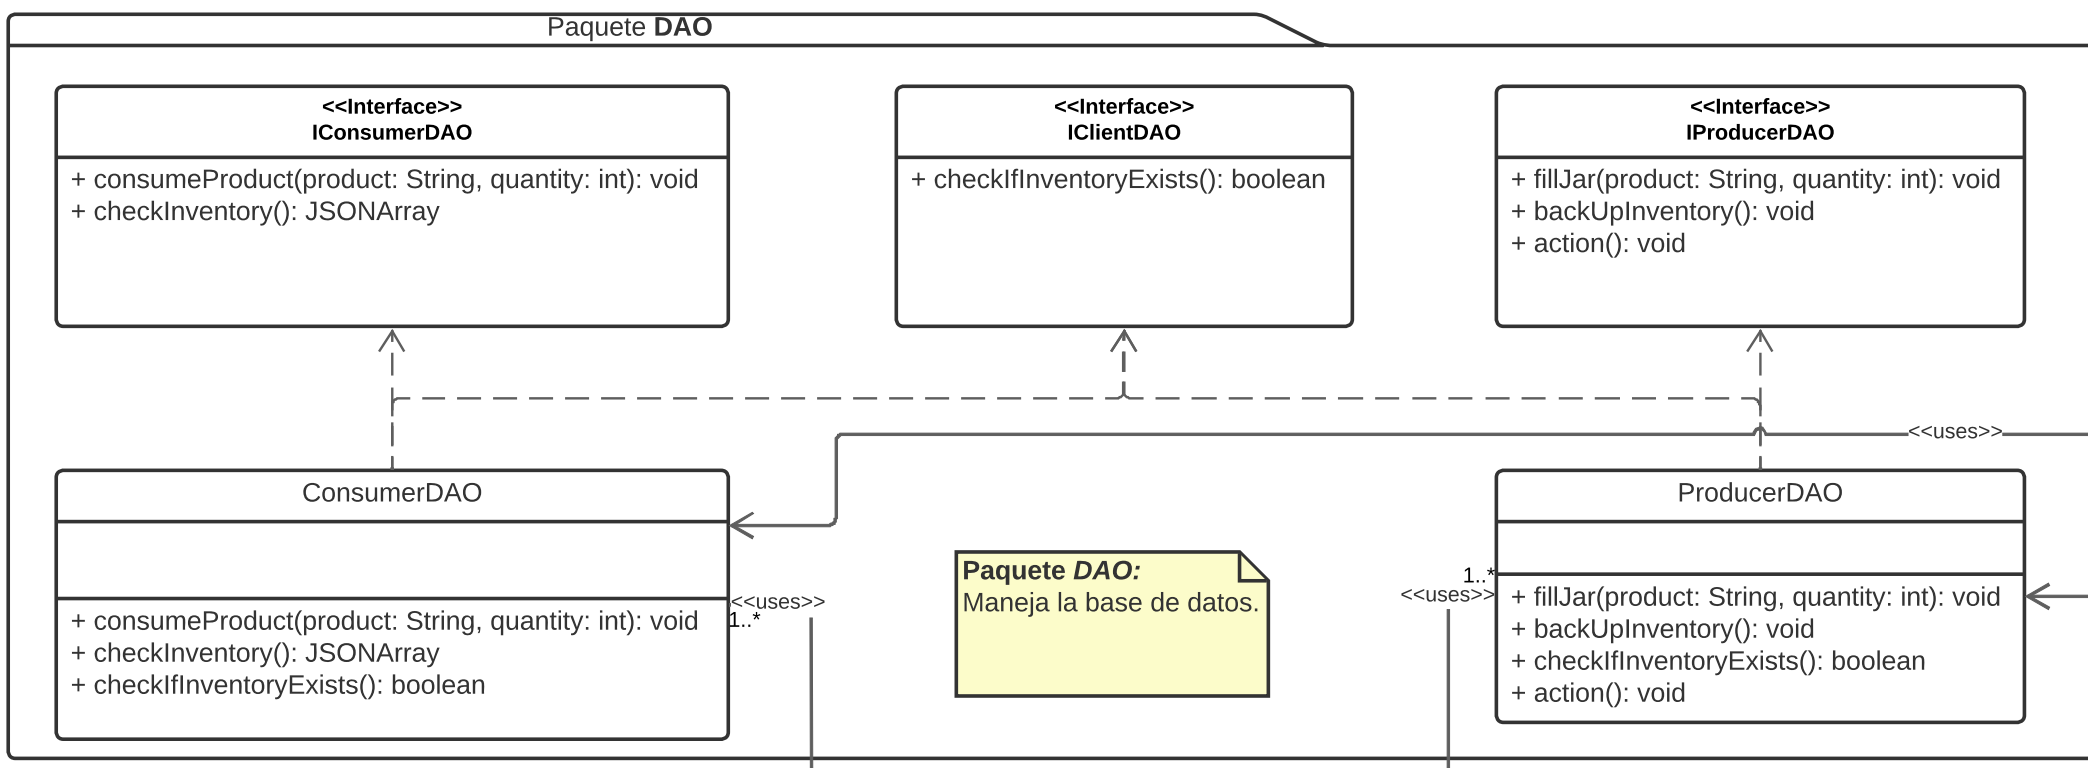 Paquete DAO
<<Interface>>
IConsumerDAO
+ consumeProduct(product: String, quantity: int): void
+ checkInventory(): JSONArray
<<Interface>>
IClientDAO
+ checkIfInventoryExists(): boolean
<<Interface>>
IProducerDAO
+ fillJar(product: String, quantity: int): void
+ backUpInventory(): void
+ action(): void
<<uses>>
ConsumerDAO
+ consumeProduct(product: String, quantity: int): void
+ checkInventory(): JSONArray
+ checkIfInventoryExists(): boolean
<<uses>>
1..*
Paquete DAO:
Maneja la base de datos.
1..*
<<uses>>
ProducerDAO
+ fillJar(product: String, quantity: int): void
+ backUpInventory(): void
+ checkIfInventoryExists(): boolean
+ action(): void